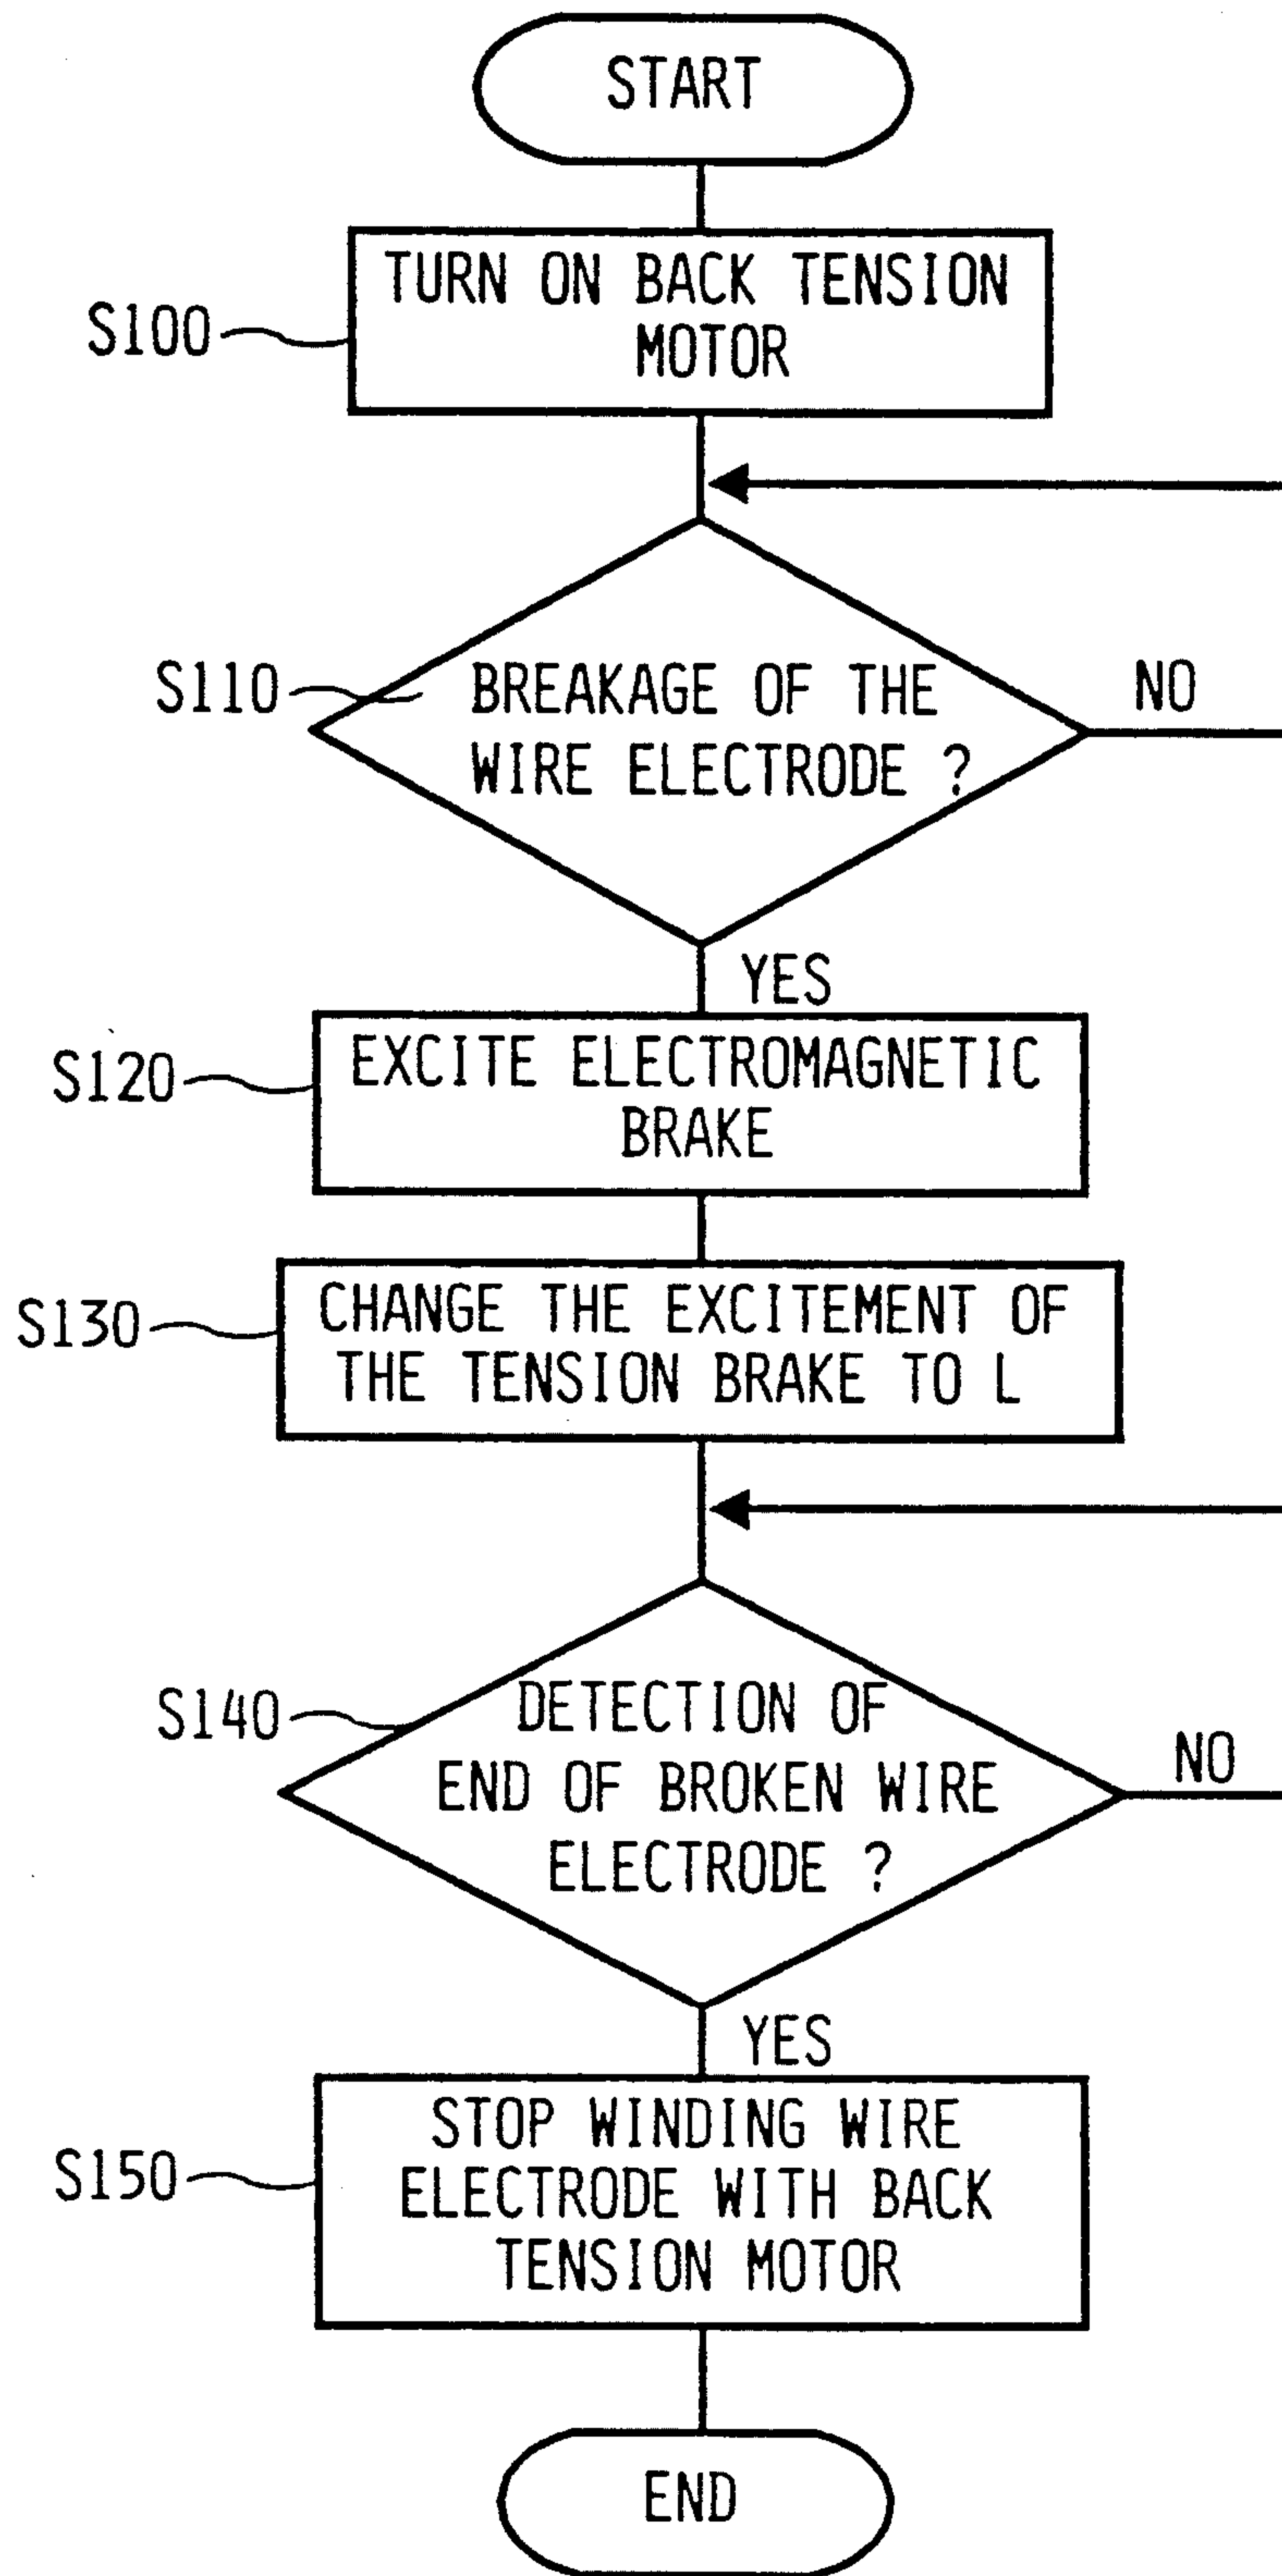 START
S100
TURN ON BACK TENSION
MOTOR
S110
BREAKAGE OF THE
WIRE ELECTRODE ?
NO
YES
S120
EXCITE ELECTROMAGNETIC
BRAKE
S130
CHANGE THE EXCITEMENT OF
THE TENSION BRAKE TO L
S140
DETECTION OF
END OF BROKEN WIRE
ELECTRODE ?
NO
YES
S150
STOP WINDING WIRE
ELECTRODE WITH BACK
TENSION MOTOR
END